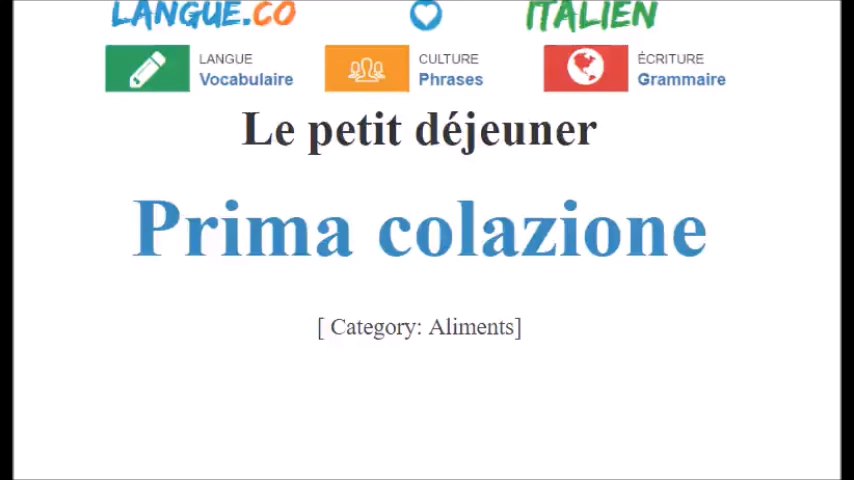 LANGUE.CO ITALIEN
LANGUE CULTURE ÉCRITURE
Vocabulaire Phrases Grammaire
Le petit déjeuner
Prima colazione
[ Category: Aliments]